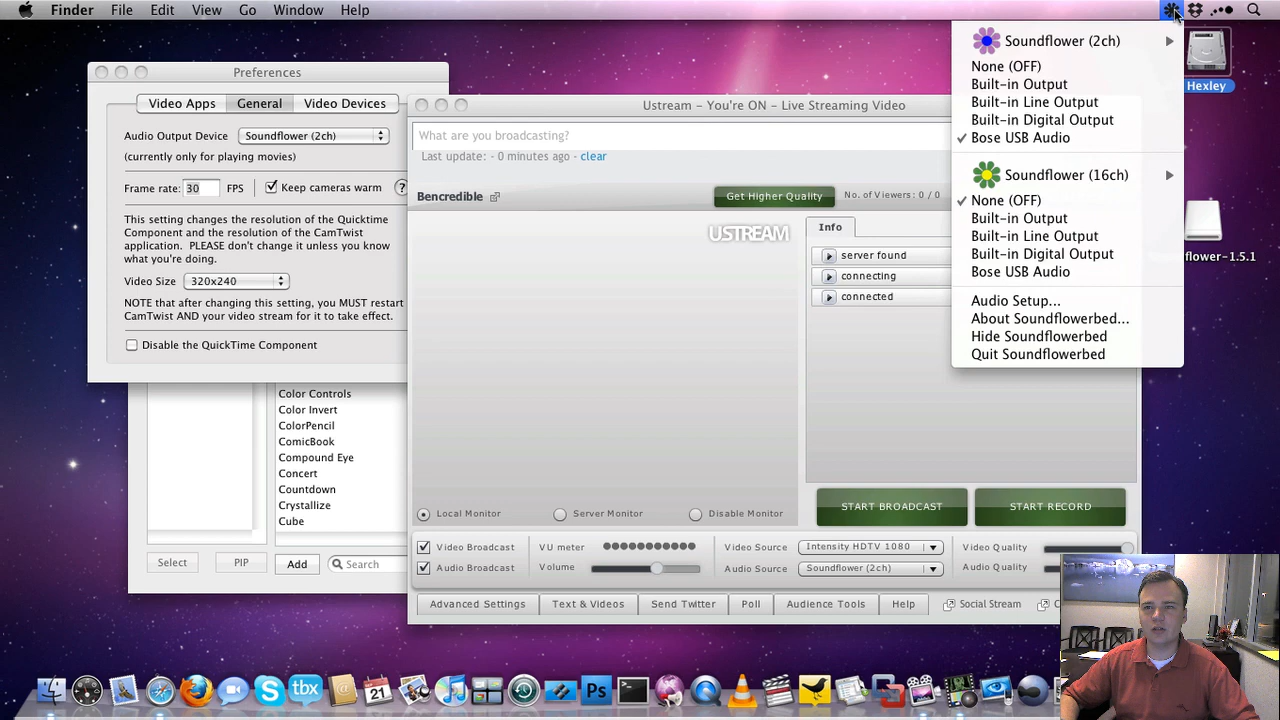 Finder File Edit View Go Window Help
Soundflower (2ch)
None (OFF)
Built-in Output
Built-in Line Output
Built-in Digital Output
✓ Bose USB Audio
Soundflower (16ch)
✓ None (OFF)
Built-in Output
Built-in Line Output
Built-in Digital Output
Bose USB Audio
Audio Setup...
About Soundflowerbed...
Hide Soundflowerbed
Quit Soundflowerbed
Hexley
flower-1.5.1
Preferences
Video Apps General Video Devices
Audio Output Device Soundflower (2ch)
(currently only for playing movies)
Frame rate: 30 FPS Keep cameras warm ?
This setting changes the resolution of the Quicktime
Component and the resolution of the CamTwist
application. PLEASE don't change it unless you
know what you're doing.
Video Size 320x240
NOTE that after changing this setting, you MUST restart
CamTwist AND your video stream for it to take effect.
Disable the QuickTime Component
Color Controls
Color Invert
ColorPencil
ComicBook
Compound Eye
Concert
Countdown
Crystallize
Cube
Select PIP Add Search
Ustream – You're ON – Live Streaming Video
What are you broadcasting?
Last update: - 0 minutes ago - clear
Bencredible
Get Higher Quality
No. of Viewers: 0 / 0
USTREAM
Info
server found
connecting
connected
Local Monitor Server Monitor Disable Monitor
START BROADCAST START RECORD
Video Broadcast VU meter Video Source Intensity HDTV 1080 Video Quality
Audio Broadcast Volume Audio Source Soundflower (2ch) Audio Quality
Advanced Settings Text & Videos Send Twitter Poll Audience Tools Help Social Stream C
tbx
21
Ps